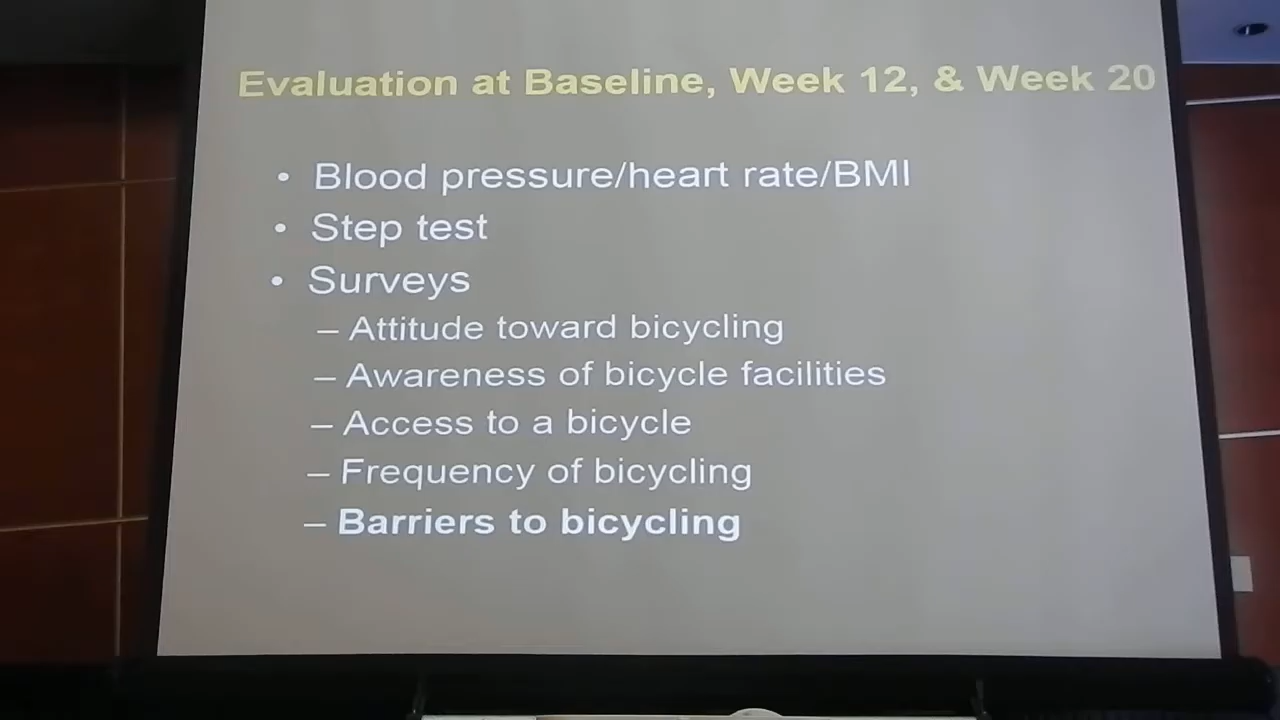 Evaluation at Baseline, Week 12, & Week 20
• Blood pressure/heart rate/BMI
• Step test
• Surveys
– Attitude toward bicycling
– Awareness of bicycle facilities
– Access to a bicycle
– Frequency of bicycling
– Barriers to bicycling